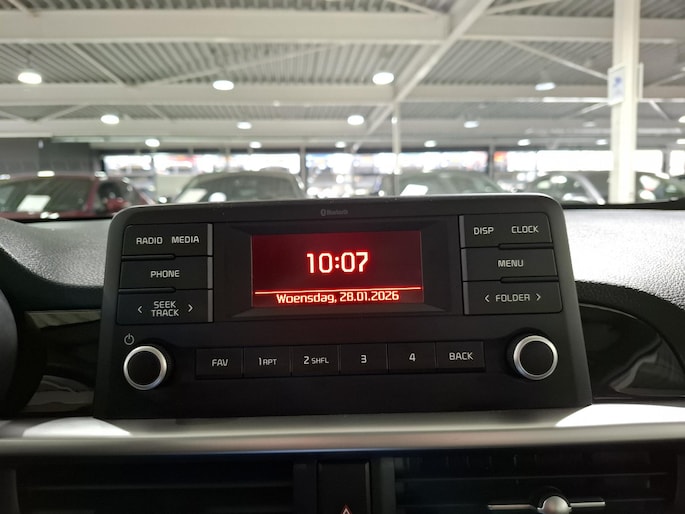 Bluetooth
RADIO MEDIA
DISP CLOCK
10:07
PHONE
MENU
Woensdag, 28.01.2026
< SEEK >
TRACK
< FOLDER >
FAV
1 RPT
2 SHFL
3
4
BACK